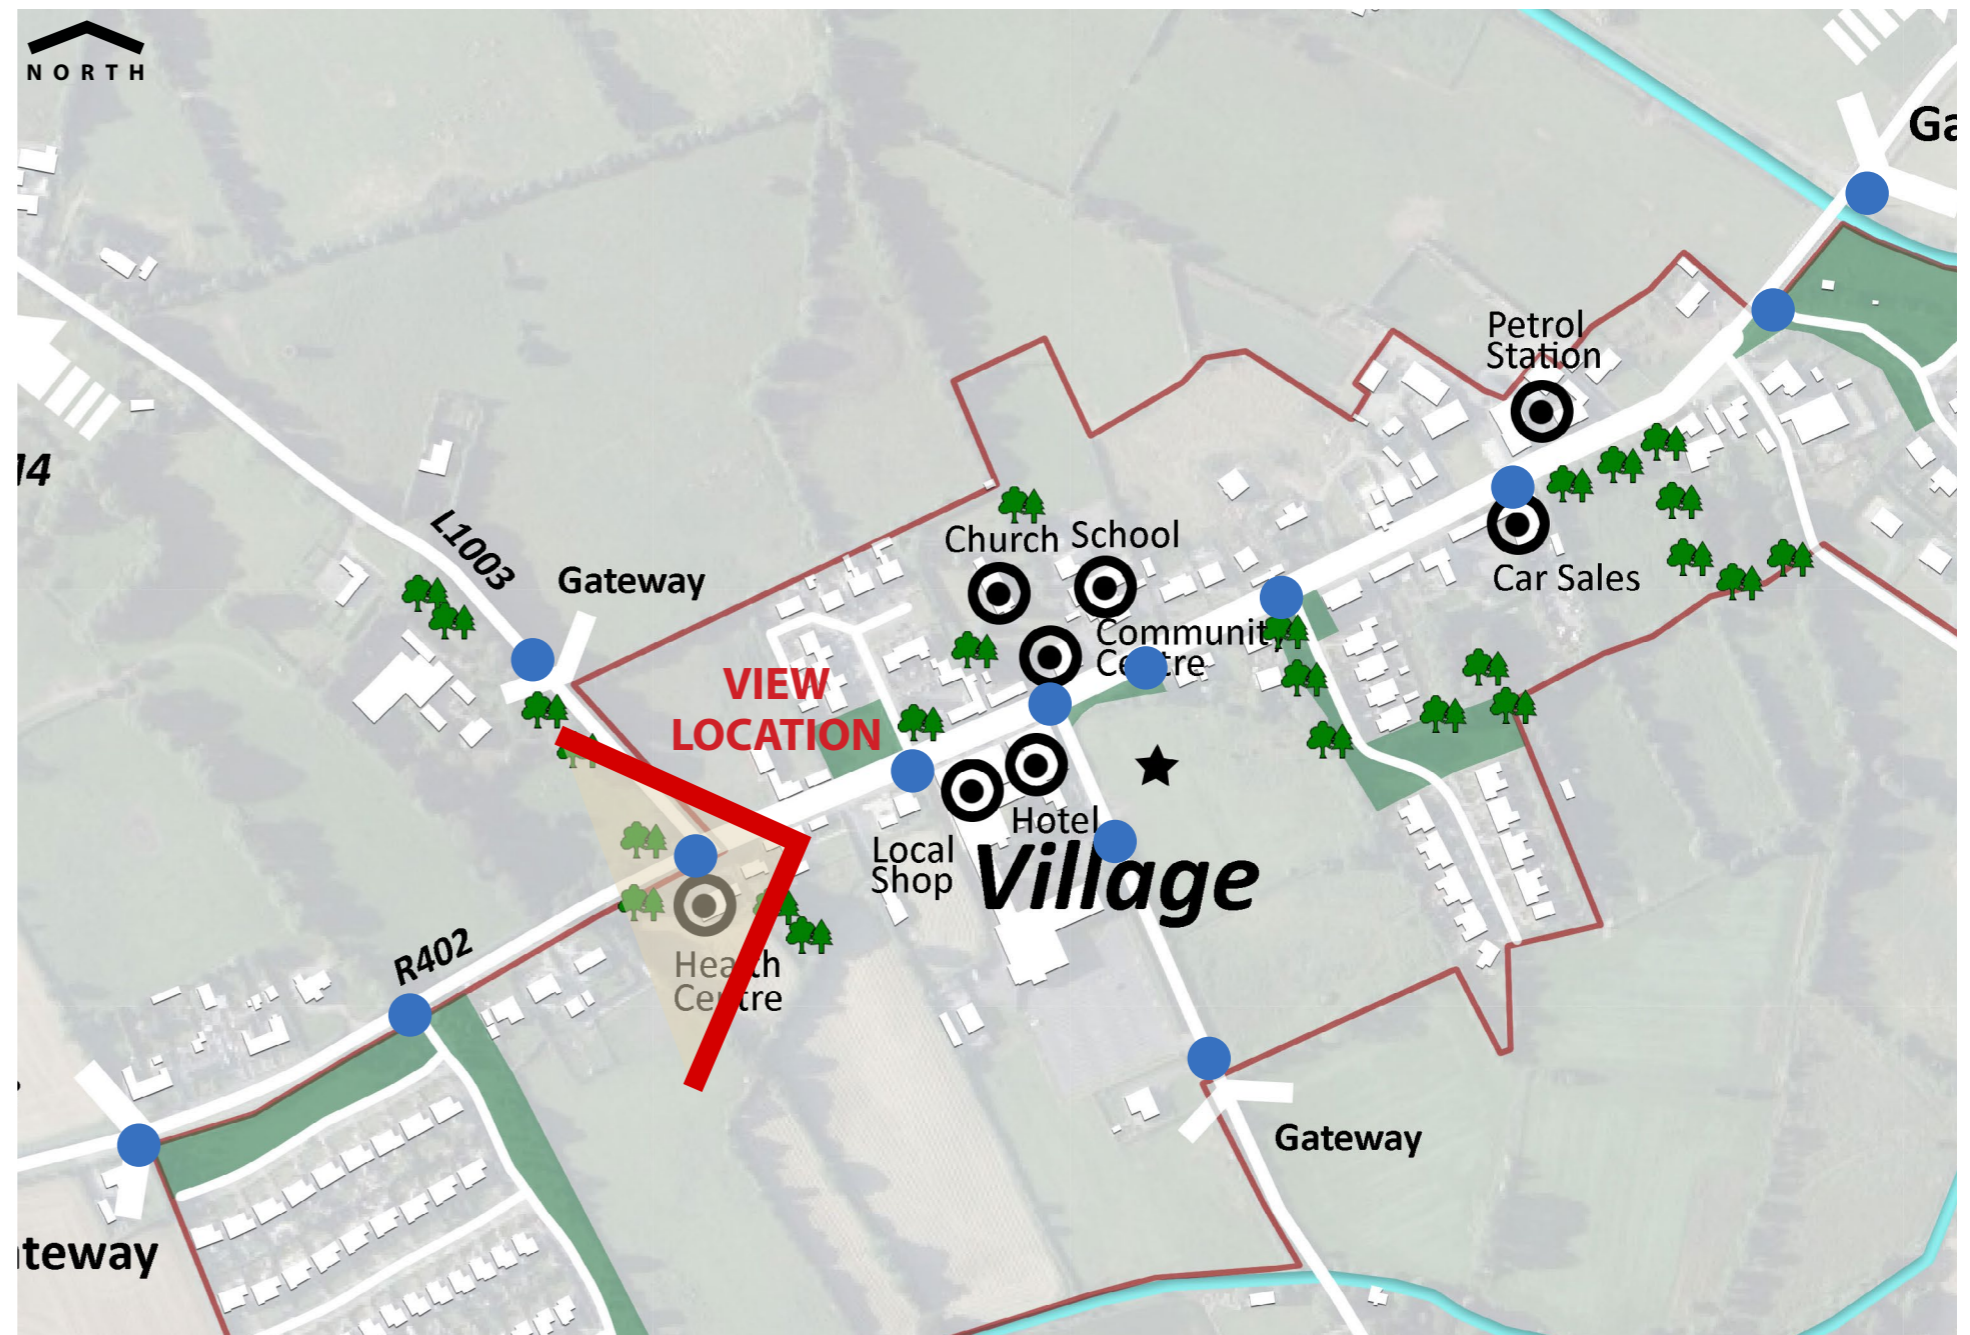 NORTH
Ga
Petrol
Station
14
L1003
Gateway
Church
School
Car Sales
Communit
Centre
VIEW
LOCATION
Hotel
Local
Shop
Village
R402
Health
Centre
Gateway
teway